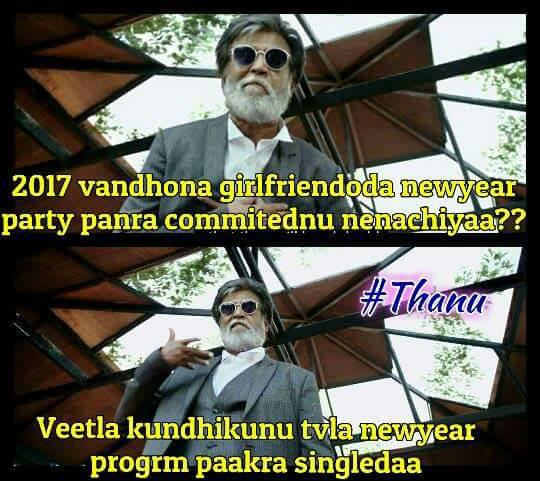 2017 vandhona girlfriendoda newyear
party panra commitednu nenachiyaa??
#Thanu
Veetla kundhikunu tvla newyear
progrm paakra singledaa